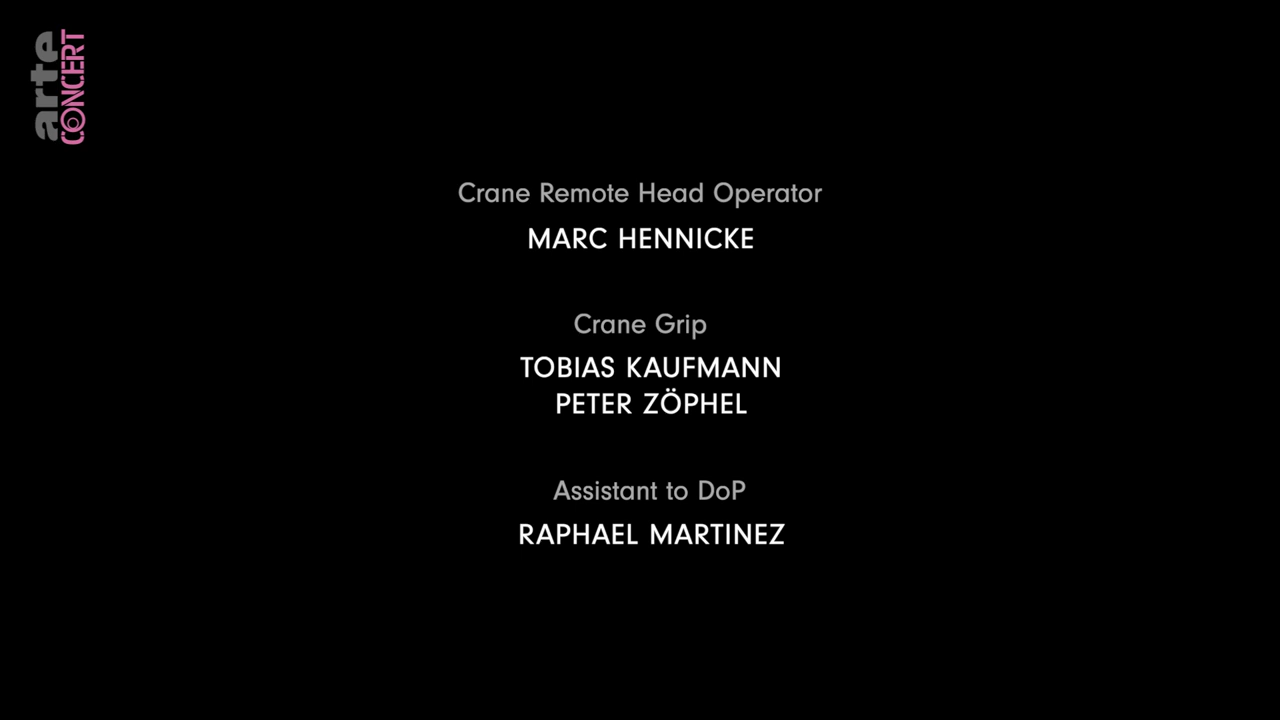 arte
CONCERT
Crane Remote Head Operator
MARC HENNICKE
Crane Grip
TOBIAS KAUFMANN
PETER ZÖPHEL
Assistant to DoP
RAPHAEL MARTINEZ